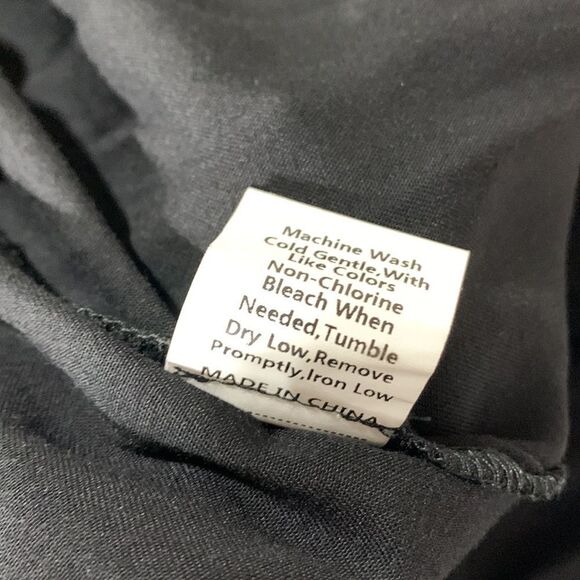 Machine Wash
Cold Gentle,With
Like Colors
Non-Chlorine
Bleach When
Needed,Tumble
Dry Low,Remove
Promptly,Iron Low
MADE IN CHINA